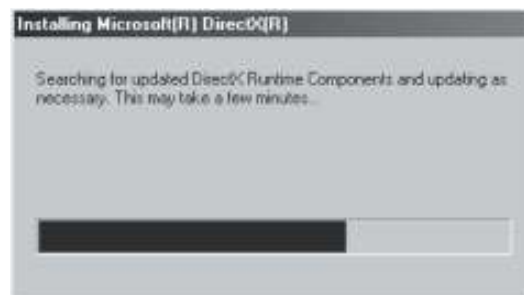 Installing Microsoft(R) DirectX(R)
Searching for updated DirectX Runtime Components and updating as
necessary. This may take a few minutes...